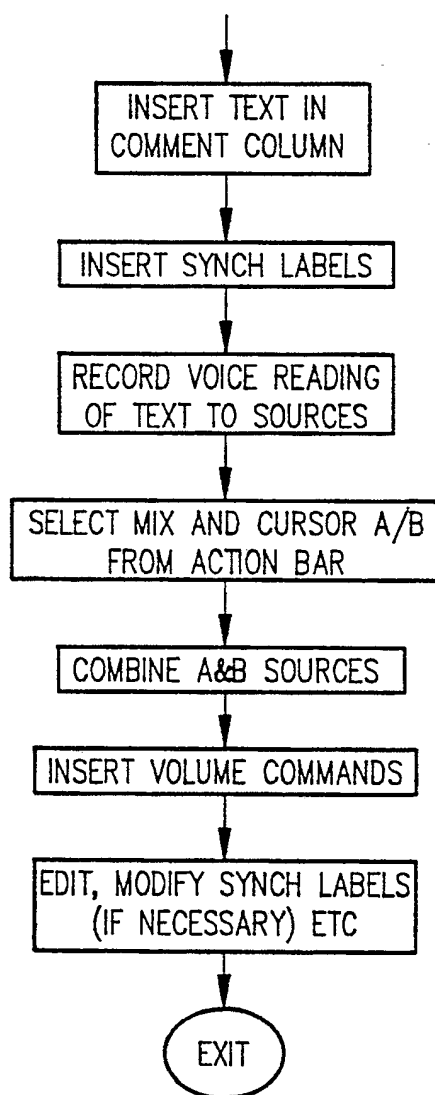 INSERT TEXT IN
COMMENT COLUMN
INSERT SYNCH LABELS
RECORD VOICE READING
OF TEXT TO SOURCES
SELECT MIX AND CURSOR A/B
FROM ACTION BAR
COMBINE A&B SOURCES
INSERT VOLUME COMMANDS
EDIT, MODIFY SYNCH LABELS
(IF NECESSARY) ETC
EXIT